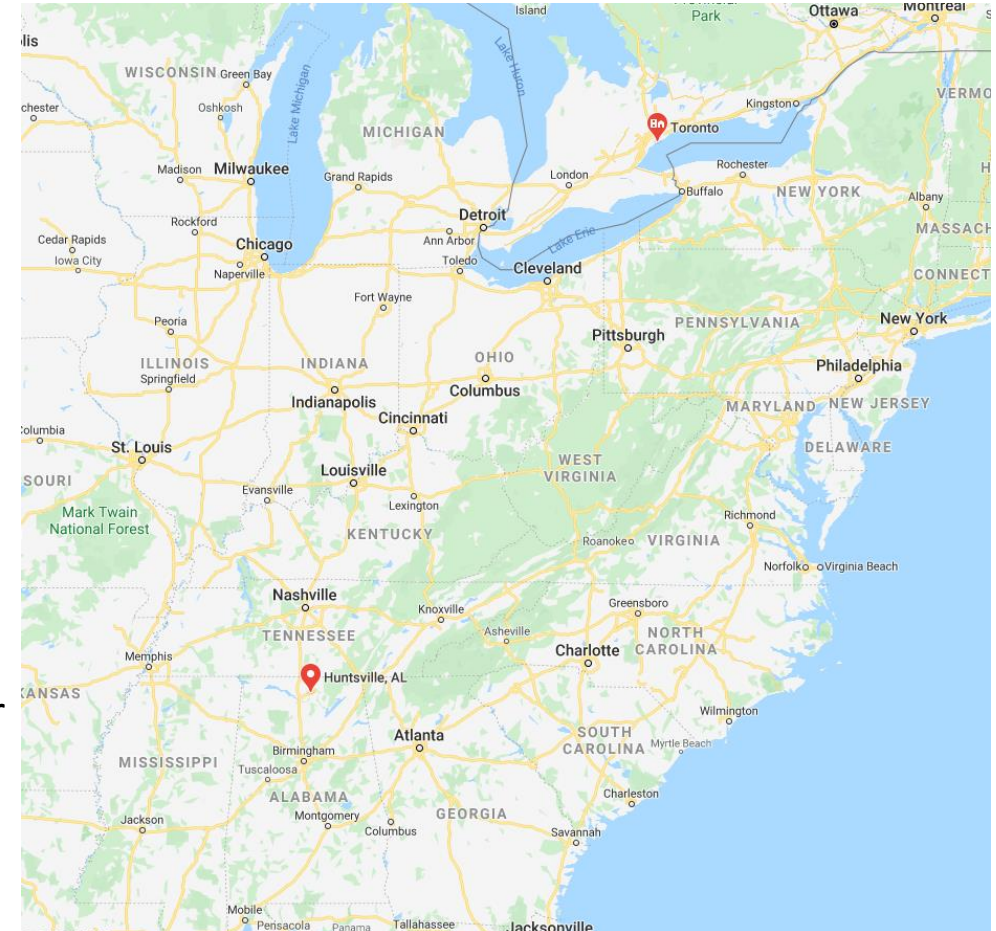 Island
Park
Ottawa
Montreal
lis
WISCONSIN
Green Bay
Lake Michigan
Lake Huron
VERMO
chester
Oshkosh
Kingston
MICHIGAN
Toronto
Madison
Milwaukee
Grand Rapids
London
Rochester
Buffalo
NEW YORK
Albany
H
Rockford
Detroit
MASSACH
Cedar Rapids
Chicago
Ann Arbor
Lake Erie
Iowa City
Naperville
Toledo
Cleveland
CONNECT
Fort Wayne
Peoria
New York
PENNSYLVANIA
Pittsburgh
ILLINOIS
INDIANA
OHIO
Springfield
Philadelphia
Columbus
Indianapolis
MARYLAND
NEW JERSEY
Cincinnati
Columbia
St. Louis
DELAWARE
Louisville
WEST
VIRGINIA
SOURI
Evansville
Lexington
Mark Twain
National Forest
Richmond
KENTUCKY
Roanoke
VIRGINIA
Norfolk
Virginia Beach
Nashville
Knoxville
Greensboro
TENNESSEE
Asheville
NORTH
CAROLINA
Memphis
Charlotte
Huntsville, AL
KANSAS
Wilmington
Atlanta
SOUTH
CAROLINA
Myrtle Beach
Birmingham
MISSISSIPPI
Tuscaloosa
ALABAMA
Charleston
Montgomery
GEORGIA
Jackson
Columbus
Savannah
Mobile
Pensacola
Panama
Tallahassee
Jacksonville